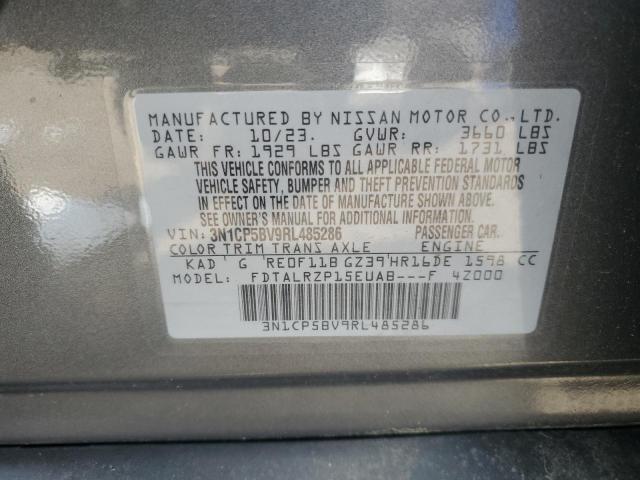 MANUFACTURED BY NISSAN MOTOR CO.,LTD.
DATE: 10/23. GVWR: 3660 LBS
GAWR FR: 1929 LBS GAWR RR: 1731 LBS
THIS VEHICLE CONFORMS TO ALL APPLICABLE FEDERAL MOTOR
VEHICLE SAFETY, BUMPER AND THEFT PREVENTION STANDARDS
IN EFFECT ON THE DATE OF MANUFACTURE SHOWN ABOVE.
SEE OWNER'S MANUAL FOR ADDITIONAL INFORMATION.
VIN: 3N1CP5BV9RL485286 PASSENGER CAR.
COLOR TRIM TRANS AXLE ENGINE
KAD G RE0F11B GZ39 HR16DE 1598 CC
MODEL: FDTALRZP15EUAB---F 4Z000
3N1CP5BV9RL485286